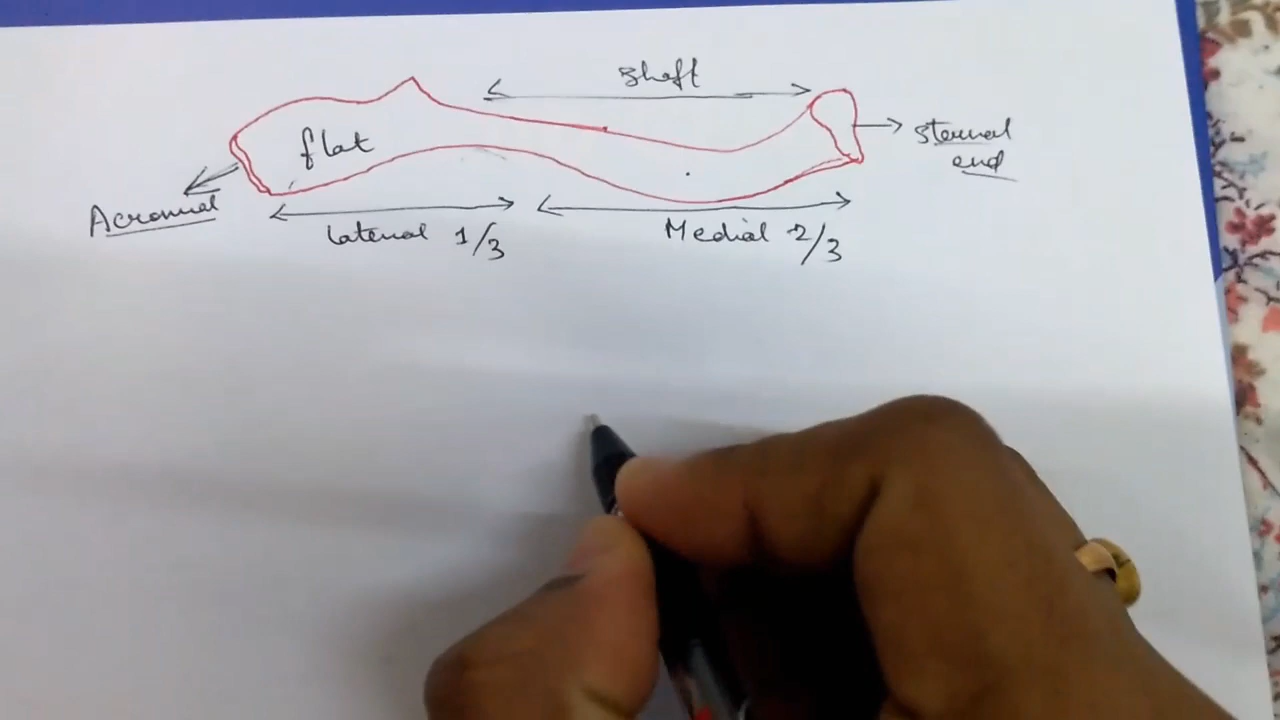 Shaft
flat
Sternal
end
Acromial
lateral 1/3
Medial 2/3